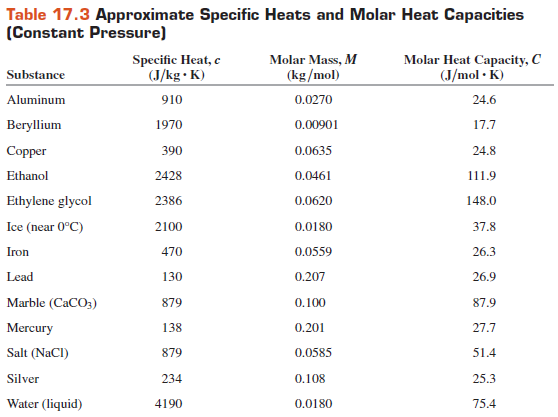 Table 17.3 Approximate Specific Heats and Molar Heat Capacities
(Constant Pressure)
Substance Specific Heat, c (J/kg · K) Molar Mass, M (kg/mol) Molar Heat Capacity, C (J/mol · K)
Aluminum 910 0.0270 24.6
Beryllium 1970 0.00901 17.7
Copper 390 0.0635 24.8
Ethanol 2428 0.0461 111.9
Ethylene glycol 2386 0.0620 148.0
Ice (near 0°C) 2100 0.0180 37.8
Iron 470 0.0559 26.3
Lead 130 0.207 26.9
Marble (CaCO₃) 879 0.100 87.9
Mercury 138 0.201 27.7
Salt (NaCl) 879 0.0585 51.4
Silver 234 0.108 25.3
Water (liquid) 4190 0.0180 75.4